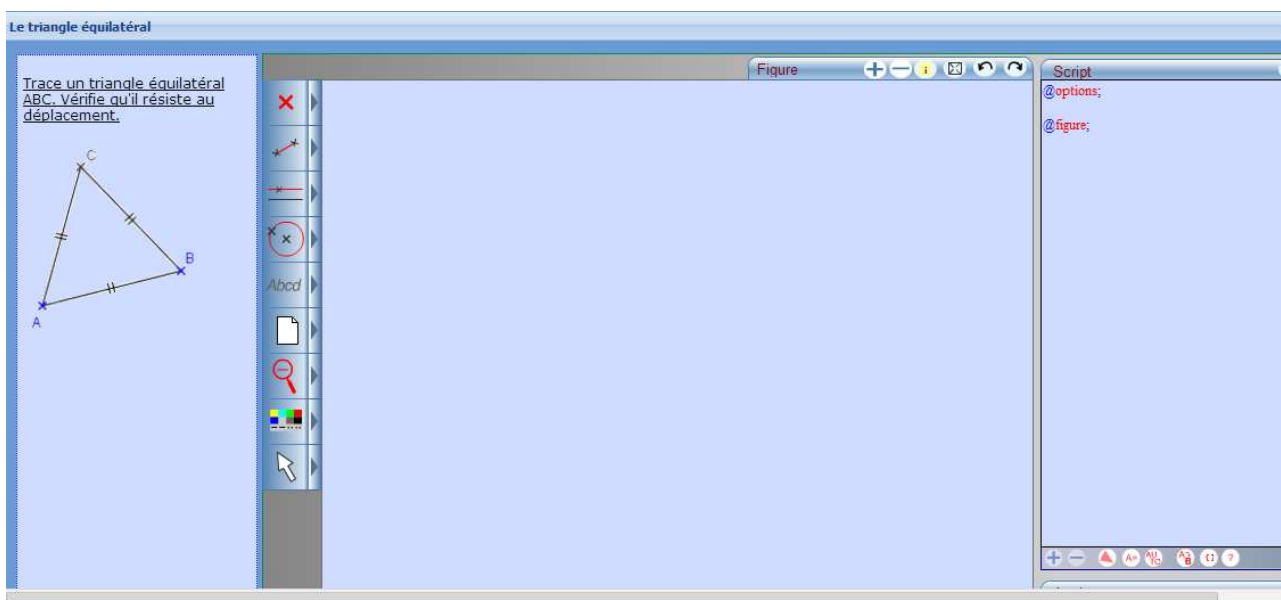 Le triangle équilatéral
Trace un triangle équilatéral
ABC. Vérifie qu'il résiste au
déplacement.
C
B
A
Figure
i
Abcd
Script
@options;
@figure;